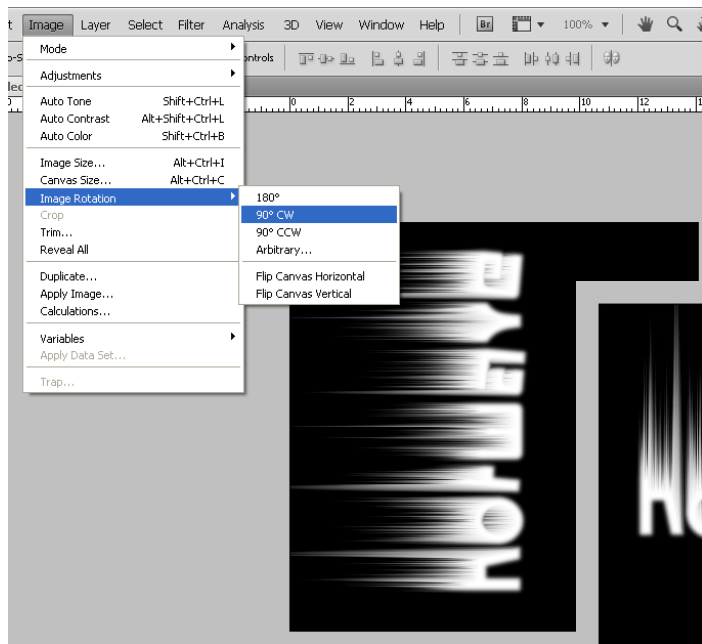 t Image Layer Select Filter Analysis 3D View Window Help Br 100%
ntrols
Mode
Adjustments
Auto Tone Shift+Ctrl+L
Auto Contrast Alt+Shift+Ctrl+L
Auto Color Shift+Ctrl+B
Image Size... Alt+Ctrl+I
Canvas Size... Alt+Ctrl+C
Image Rotation
Crop
Trim...
Reveal All
Duplicate...
Apply Image...
Calculations...
Variables
Apply Data Set...
Trap...
180°
90° CW
90° CCW
Arbitrary...
Flip Canvas Horizontal
Flip Canvas Vertical
0 2 4 6 8 10 12